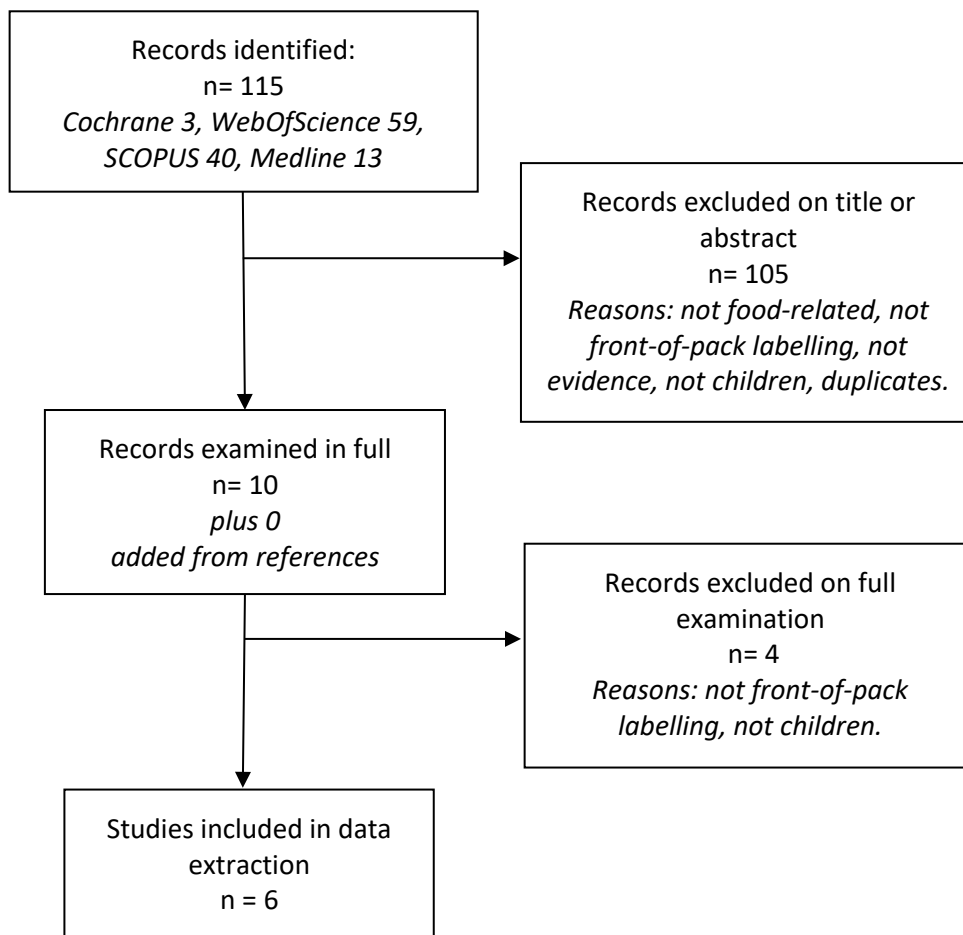 Records identified:
n= 115
Cochrane 3, WebOfScience 59,
SCOPUS 40, Medline 13
Records excluded on title or
abstract
n= 105
Reasons: not food-related, not
front-of-pack labelling, not
evidence, not children, duplicates.
Records examined in full
n= 10
plus 0
added from references
Records excluded on full
examination
n= 4
Reasons: not front-of-pack
labelling, not children.
Studies included in data
extraction
n = 6